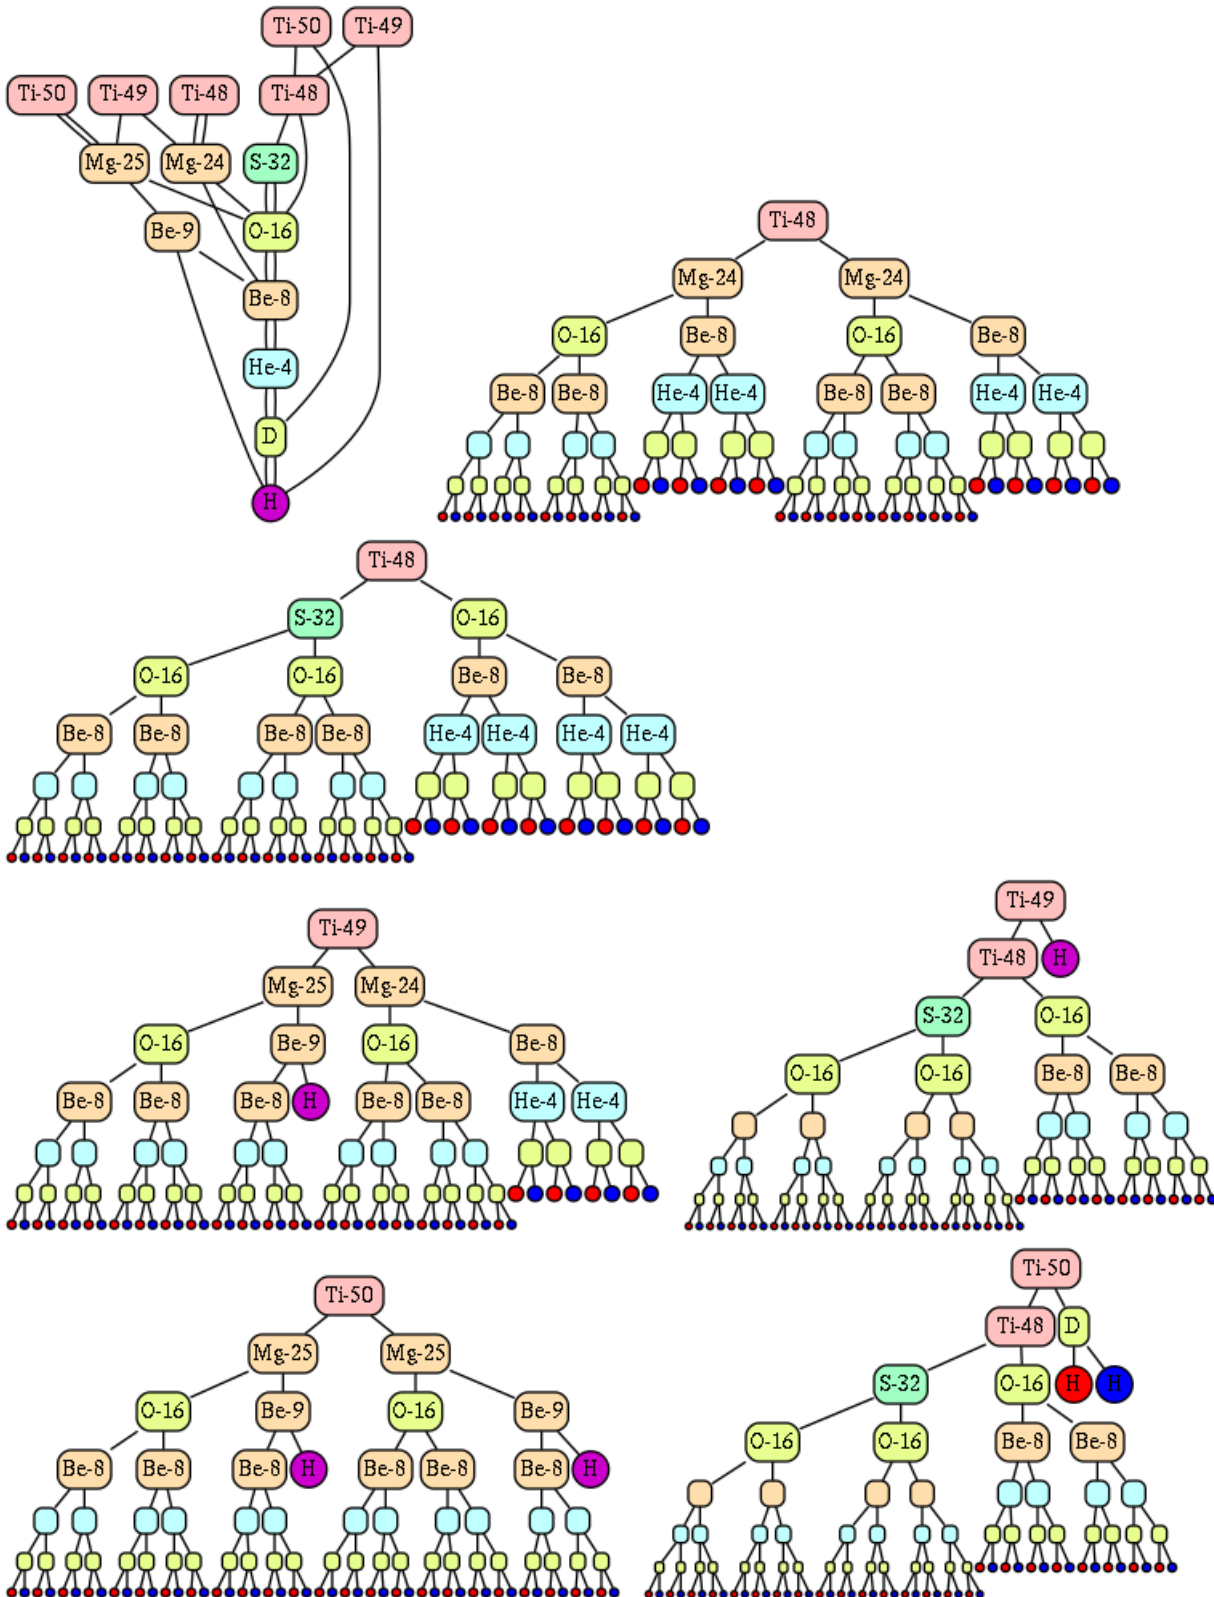 Ti-50 Ti-49
Ti-50 Ti-49 Ti-48 Ti-48
Mg-25 Mg-24 S-32
Be-9 O-16
Be-8
He-4
D
H
Ti-48
Mg-24 Mg-24
O-16 Be-8 O-16 Be-8
Be-8 Be-8 He-4 He-4 Be-8 Be-8 He-4 He-4
Ti-48
S-32 O-16
O-16 O-16 Be-8 Be-8
Be-8 Be-8 Be-8 Be-8 He-4 He-4 He-4 He-4
Ti-49
Mg-25 Mg-24
O-16 Be-9 O-16 Be-8
Be-8 Be-8 Be-8 H Be-8 Be-8 He-4 He-4
Ti-49
Ti-48 H
S-32 O-16
O-16 O-16 Be-8 Be-8
Ti-50
Mg-25 Mg-25
O-16 Be-9 O-16 Be-9
Be-8 Be-8 Be-8 H Be-8 Be-8 Be-8 H
Ti-50
Ti-48 D
S-32 O-16 H H
O-16 O-16 Be-8 Be-8